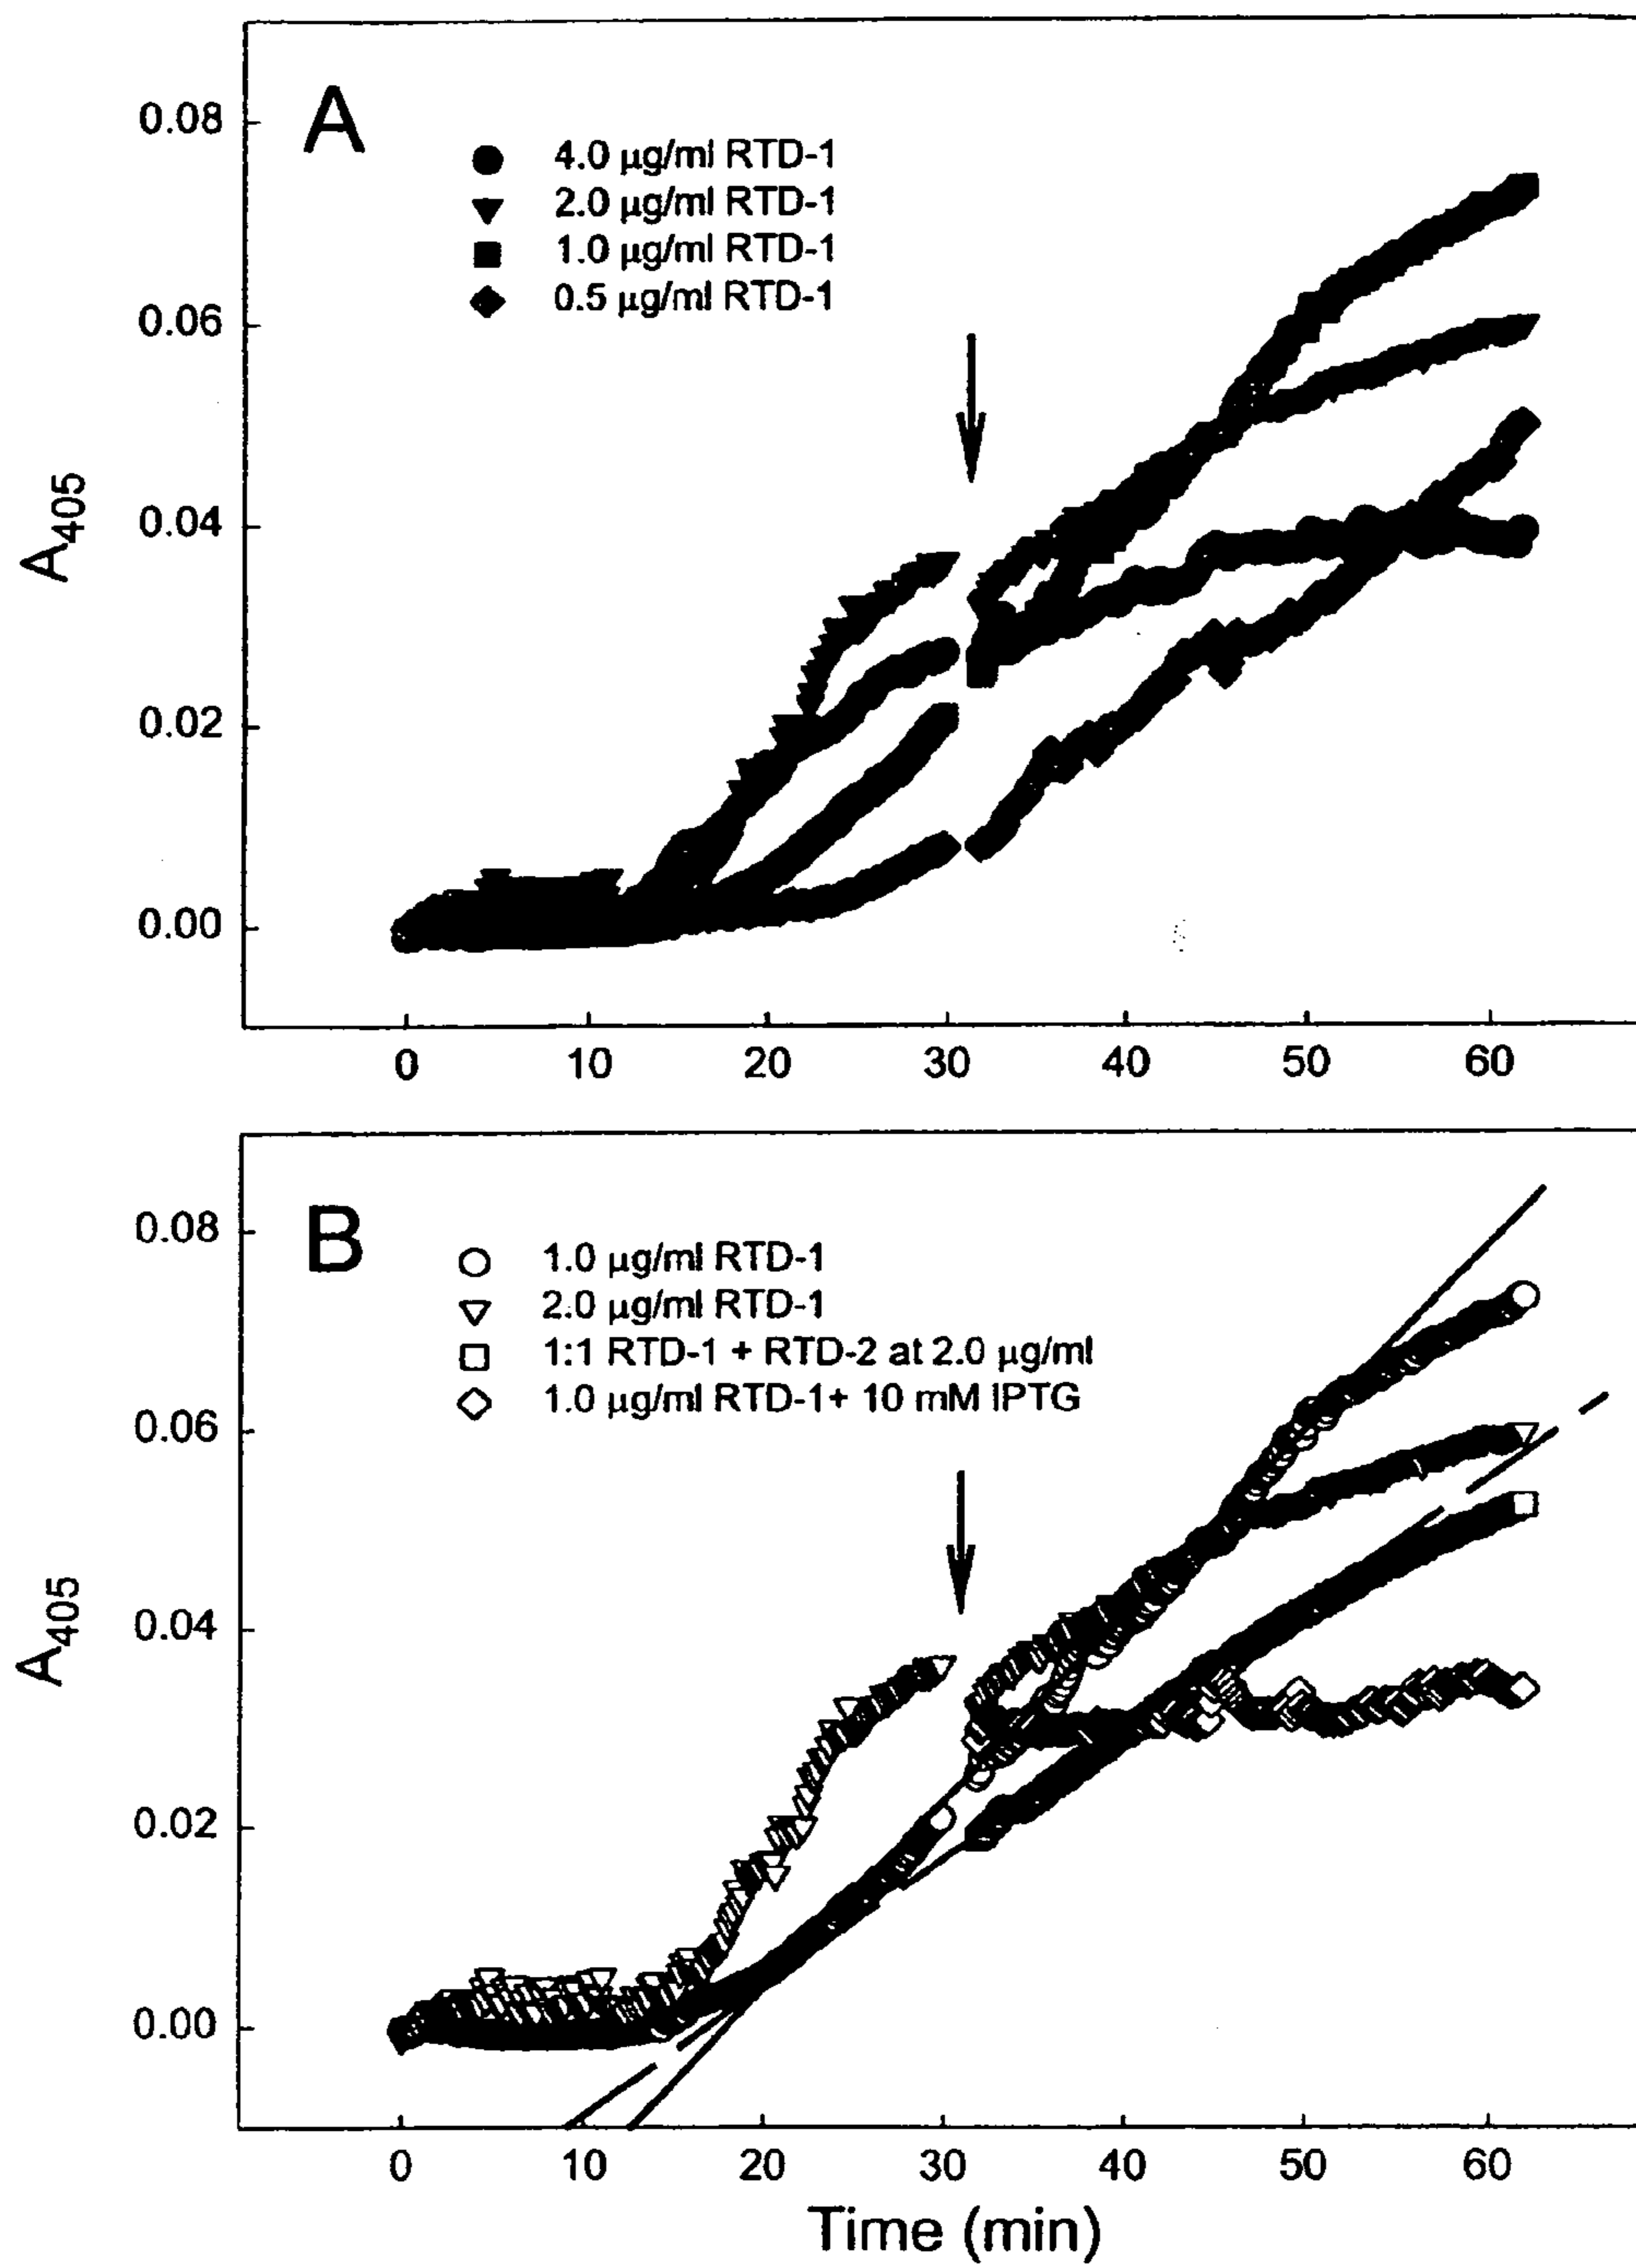 A
4.0 µg/ml RTD-1
2.0 µg/ml RTD-1
1.0 µg/ml RTD-1
0.5 µg/ml RTD-1
0.08
0.06
0.04
0.02
0.00
A405
0 10 20 30 40 50 60
B
1.0 µg/ml RTD-1
2.0 µg/ml RTD-1
1:1 RTD-1 + RTD-2 at 2.0 µg/ml
1.0 µg/ml RTD-1+ 10 mM IPTG
0.08
0.06
0.04
0.02
0.00
A405
0 10 20 30 40 50 60
Time (min)